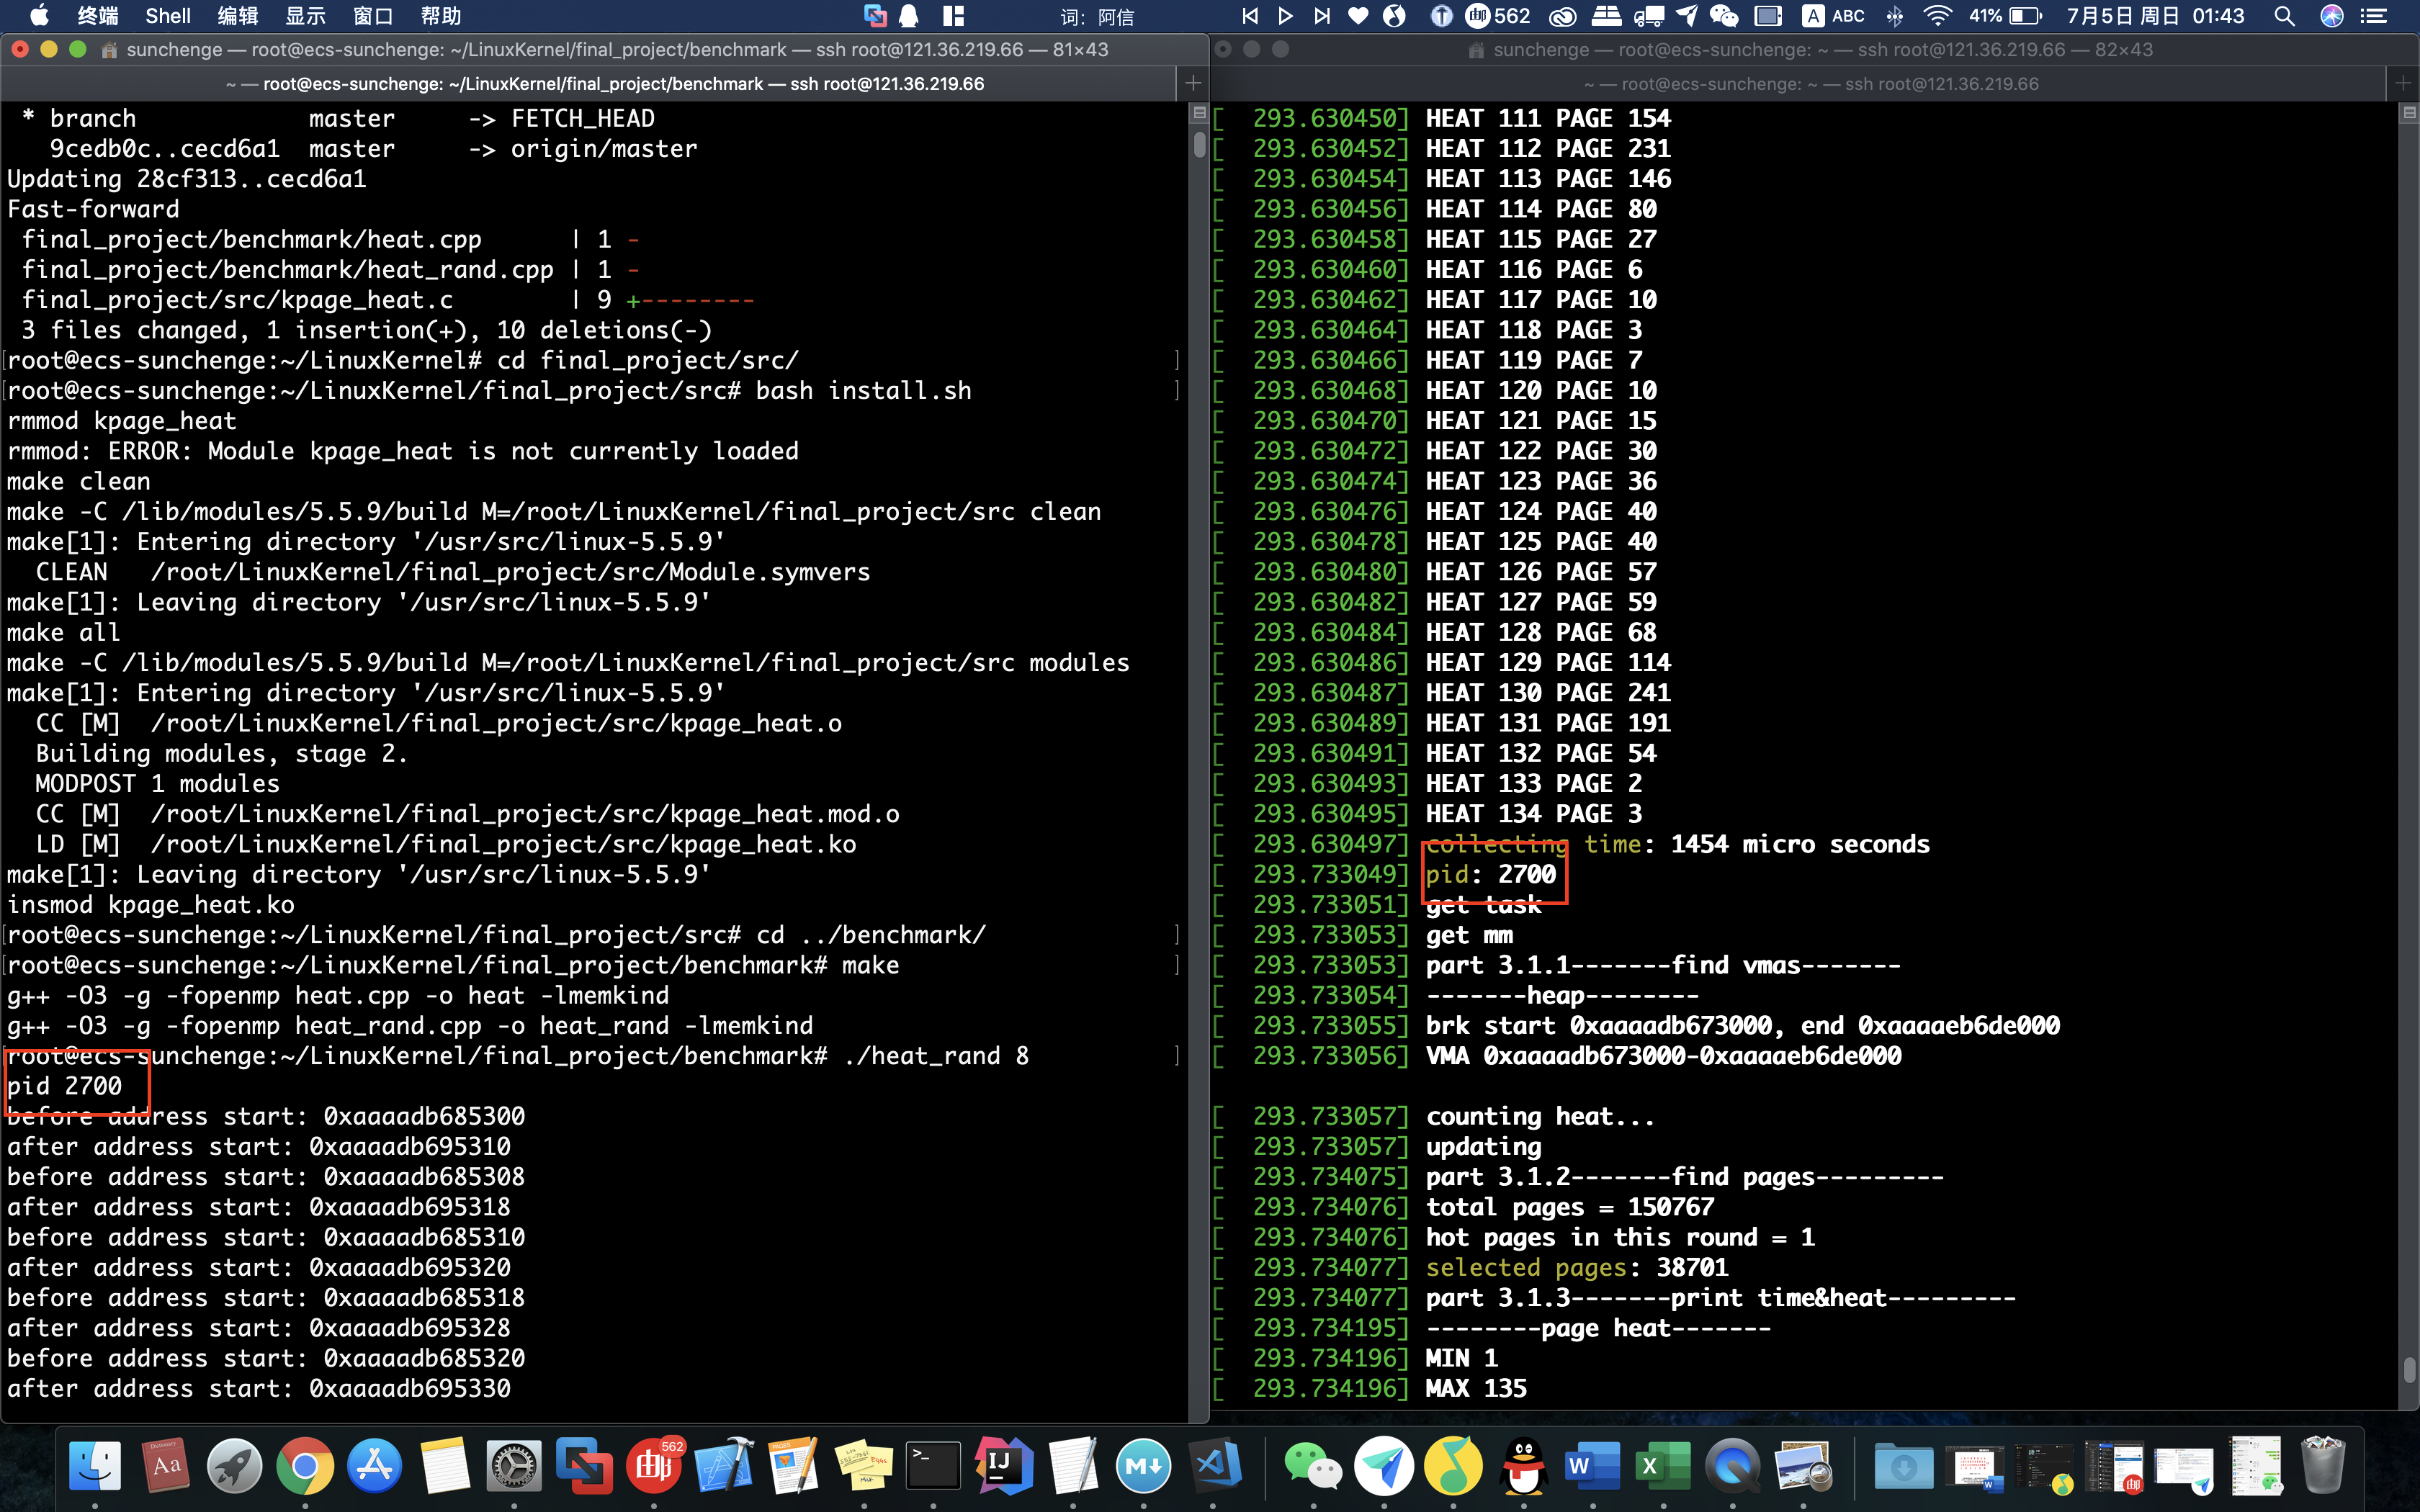 终端 Shell 编辑 显示 窗口 帮助 词: 阿信 562 ABC 41% 7月5日 周日 01:43
sunchenge — root@ecs-sunchenge: ~/LinuxKernel/final_project/benchmark — ssh root@121.36.219.66 — 81×43
~ — root@ecs-sunchenge: ~/LinuxKernel/final_project/benchmark — ssh root@121.36.219.66
* branch            master     -> FETCH_HEAD
9cedb0c..cecd6a1  master     -> origin/master
Updating 28cf313..cecd6a1
Fast-forward
final_project/benchmark/heat.cpp      | 1 -
final_project/benchmark/heat_rand.cpp | 1 -
final_project/src/kpage_heat.c        | 9 +--------
3 files changed, 1 insertion(+), 10 deletions(-)
[root@ecs-sunchenge:~/LinuxKernel# cd final_project/src/ ]
[root@ecs-sunchenge:~/LinuxKernel/final_project/src# bash install.sh ]
rmmod kpage_heat
rmmod: ERROR: Module kpage_heat is not currently loaded
make clean
make -C /lib/modules/5.5.9/build M=/root/LinuxKernel/final_project/src clean
make[1]: Entering directory '/usr/src/linux-5.5.9'
CLEAN   /root/LinuxKernel/final_project/src/Module.symvers
make[1]: Leaving directory '/usr/src/linux-5.5.9'
make all
make -C /lib/modules/5.5.9/build M=/root/LinuxKernel/final_project/src modules
make[1]: Entering directory '/usr/src/linux-5.5.9'
CC [M]  /root/LinuxKernel/final_project/src/kpage_heat.o
Building modules, stage 2.
MODPOST 1 modules
CC [M]  /root/LinuxKernel/final_project/src/kpage_heat.mod.o
LD [M]  /root/LinuxKernel/final_project/src/kpage_heat.ko
make[1]: Leaving directory '/usr/src/linux-5.5.9'
insmod kpage_heat.ko
[root@ecs-sunchenge:~/LinuxKernel/final_project/src# cd ../benchmark/ ]
[root@ecs-sunchenge:~/LinuxKernel/final_project/benchmark# make ]
g++ -O3 -g -fopenmp heat.cpp -o heat -lmemkind
g++ -O3 -g -fopenmp heat_rand.cpp -o heat_rand -lmemkind
[root@ecs-sunchenge:~/LinuxKernel/final_project/benchmark# ./heat_rand 8 ]
pid 2700
before address start: 0xaaaadb685300
after address start: 0xaaaadb695310
before address start: 0xaaaadb685308
after address start: 0xaaaadb695318
before address start: 0xaaaadb685310
after address start: 0xaaaadb695320
before address start: 0xaaaadb685318
after address start: 0xaaaadb695328
before address start: 0xaaaadb685320
after address start: 0xaaaadb695330
sunchenge — root@ecs-sunchenge: ~ — ssh root@121.36.219.66 — 82×43
~ — root@ecs-sunchenge: ~ — ssh root@121.36.219.66
[  293.630450] HEAT 111 PAGE 154
[  293.630452] HEAT 112 PAGE 231
[  293.630454] HEAT 113 PAGE 146
[  293.630456] HEAT 114 PAGE 80
[  293.630458] HEAT 115 PAGE 27
[  293.630460] HEAT 116 PAGE 6
[  293.630462] HEAT 117 PAGE 10
[  293.630464] HEAT 118 PAGE 3
[  293.630466] HEAT 119 PAGE 7
[  293.630468] HEAT 120 PAGE 10
[  293.630470] HEAT 121 PAGE 15
[  293.630472] HEAT 122 PAGE 30
[  293.630474] HEAT 123 PAGE 36
[  293.630476] HEAT 124 PAGE 40
[  293.630478] HEAT 125 PAGE 40
[  293.630480] HEAT 126 PAGE 57
[  293.630482] HEAT 127 PAGE 59
[  293.630484] HEAT 128 PAGE 68
[  293.630486] HEAT 129 PAGE 114
[  293.630487] HEAT 130 PAGE 241
[  293.630489] HEAT 131 PAGE 191
[  293.630491] HEAT 132 PAGE 54
[  293.630493] HEAT 133 PAGE 2
[  293.630495] HEAT 134 PAGE 3
[  293.630497] collecting time: 1454 micro seconds
[  293.733049] pid: 2700
[  293.733051] get task
[  293.733053] get mm
[  293.733053] part 3.1.1-------find vmas-------
[  293.733054] -------heap--------
[  293.733055] brk start 0xaaaadb673000, end 0xaaaaeb6de000
[  293.733056] VMA 0xaaaadb673000-0xaaaaeb6de000
[  293.733057] counting heat...
[  293.733057] updating
[  293.734075] part 3.1.2-------find pages---------
[  293.734076] total pages = 150767
[  293.734076] hot pages in this round = 1
[  293.734077] selected pages: 38701
[  293.734077] part 3.1.3-------print time&heat---------
[  293.734195] --------page heat-------
[  293.734196] MIN 1
[  293.734196] MAX 135
Dictionary
Aa
562
PAGES
>_
IJ
M
W
X